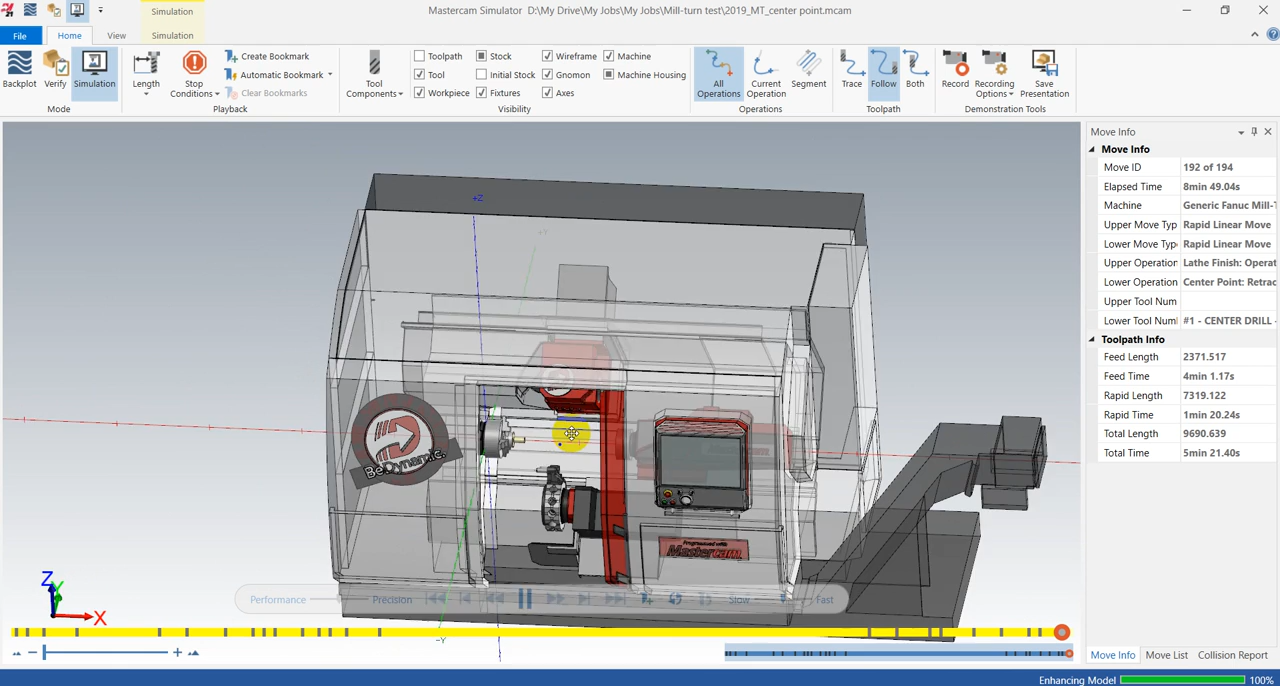 Simulation
Mastercam Simulator D:\My Drive\My Jobs\My Jobs\Mill-turn test\2019_MT_center point.mcam
File Home View Simulation
Backplot Verify Simulation
Mode
Length Stop Conditions
Create Bookmark
Automatic Bookmark
Clear Bookmarks
Playback
Tool Components
Toolpath Stock Wireframe Machine
Tool Initial Stock Gnomon Machine Housing
Workpiece Fixtures Axes
Visibility
All Operations Current Operation Segment
Operations
Trace Follow Both
Toolpath
Record Recording Options Save Presentation
Demonstration Tools
+Z
+Y
BeDynamic.
Mastercam
Z
Y
X
-Y
Performance Precision Slow Fast
Move Info
Move Info
Move ID 192 of 194
Elapsed Time 8min 49.04s
Machine Generic Fanuc Mill-T
Upper Move Typ Rapid Linear Move
Lower Move Type Rapid Linear Move
Upper Operation Lathe Finish: Operat
Lower Operation Center Point: Retrac
Upper Tool Num
Lower Tool Numl #1 - CENTER DRILL -
Toolpath Info
Feed Length 2371.517
Feed Time 4min 1.17s
Rapid Length 7319.122
Rapid Time 1min 20.24s
Total Length 9690.639
Total Time 5min 21.40s
Move Info Move List Collision Report
Enhancing Model 100%